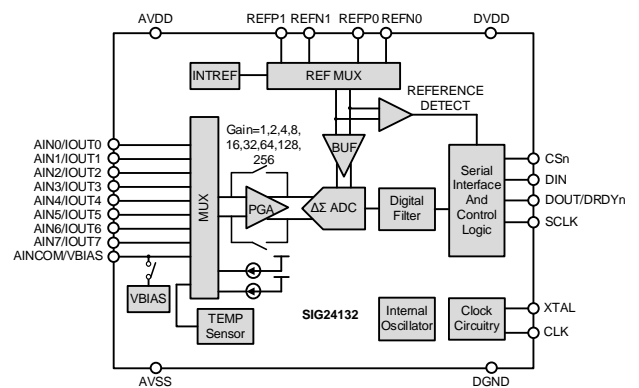 AVDD
REFP1 REFN1 REFP0 REFN0
DVDD
INTREF
REF MUX
REFERENCE
DETECT
Gain=1,2,4,8,
16,32,64,128,
256
BUF
AIN0/IOUT0
AIN1/IOUT1
AIN2/IOUT2
AIN3/IOUT3
AIN4/IOUT4
AIN5/IOUT5
AIN6/IOUT6
AIN7/IOUT7
AINCOM/VBIAS
MUX
PGA
ΔΣ ADC
Digital
Filter
Serial
Interface
And
Control
Logic
CSn
DIN
DOUT/DRDYn
SCLK
VBIAS
TEMP
Sensor
SIG24132
Internal
Oscillator
Clock
Circuitry
XTAL
CLK
AVSS
DGND